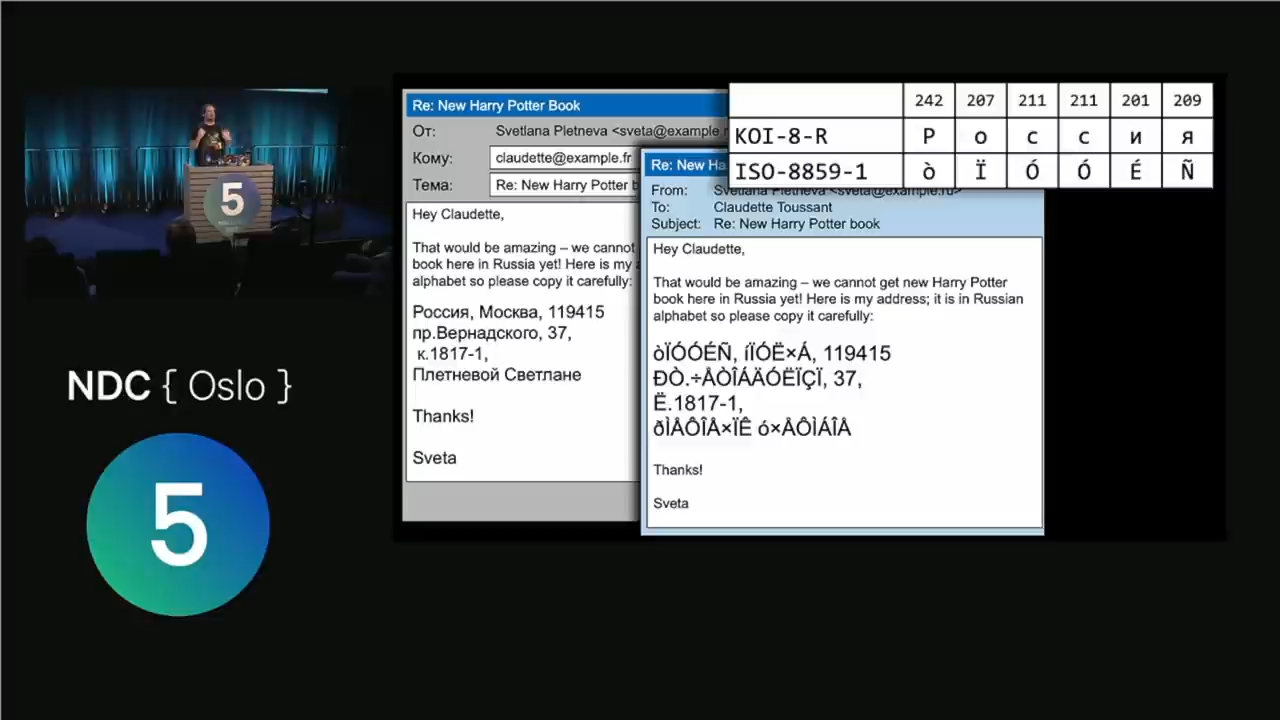 5
NDC { Oslo }
5
Re: New Harry Potter Book
От: Svetlana Pletneva <sveta@example.r
Кому: claudette@example.fr
Тема: Re: New Harry Potter b
Hey Claudette,
That would be amazing – we cannot
book here in Russia yet! Here is my
alphabet so please copy it carefully:
Россия, Москва, 119415
пр.Вернадского, 37,
к.1817-1,
Плетневой Светлане
Thanks!
Sveta
242 207 211 211 201 209
KOI-8-R Р о с с и я
ISO-8859-1 ò Ï Ó Ó É Ñ
Re: New Ha
From: Svetlana Pletneva <sveta@example.ru>
To: Claudette Toussant
Subject: Re: New Harry Potter book
Hey Claudette,
That would be amazing – we cannot get new Harry Potter
book here in Russia yet! Here is my address; it is in Russian
alphabet so please copy it carefully:
òÏÓÓÉÑ, íÏÓË×Á, 119415
ÐÒ.÷ÅÒÎÁÄÓËÏÇÏ, 37,
Ë.1817-1,
ðÌÅÔÎÅ×ÏÊ ó×ÅÔÌÁÎÅ
Thanks!
Sveta